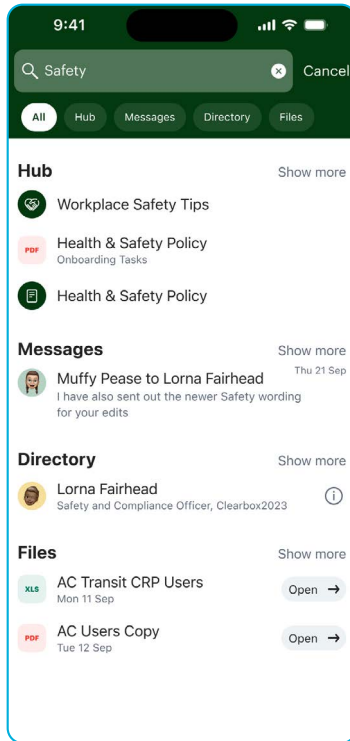 9:41
Safety
Cancel
All Hub Messages Directory Files
Hub Show more
Workplace Safety Tips
PDF Health & Safety Policy
Onboarding Tasks
Health & Safety Policy
Messages Show more
Muffy Pease to Lorna Fairhead Thu 21 Sep
I have also sent out the newer Safety wording
for your edits
Directory Show more
Lorna Fairhead
Safety and Compliance Officer, Clearbox2023
Files Show more
XLS AC Transit CRP Users Open →
Mon 11 Sep
PDF AC Users Copy Open →
Tue 12 Sep